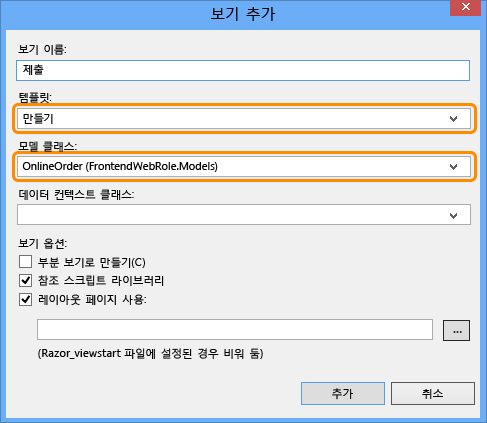 보기 추가
보기 이름:
제출
템플릿:
만들기
모델 클래스:
OnlineOrder (FrontendWebRole.Models)
데이터 컨텍스트 클래스:
보기 옵션:
부분 보기로 만들기(C)
참조 스크립트 라이브러리
레이아웃 페이지 사용:
...
(Razor_viewstart 파일에 설정된 경우 비워 둠)
추가 취소